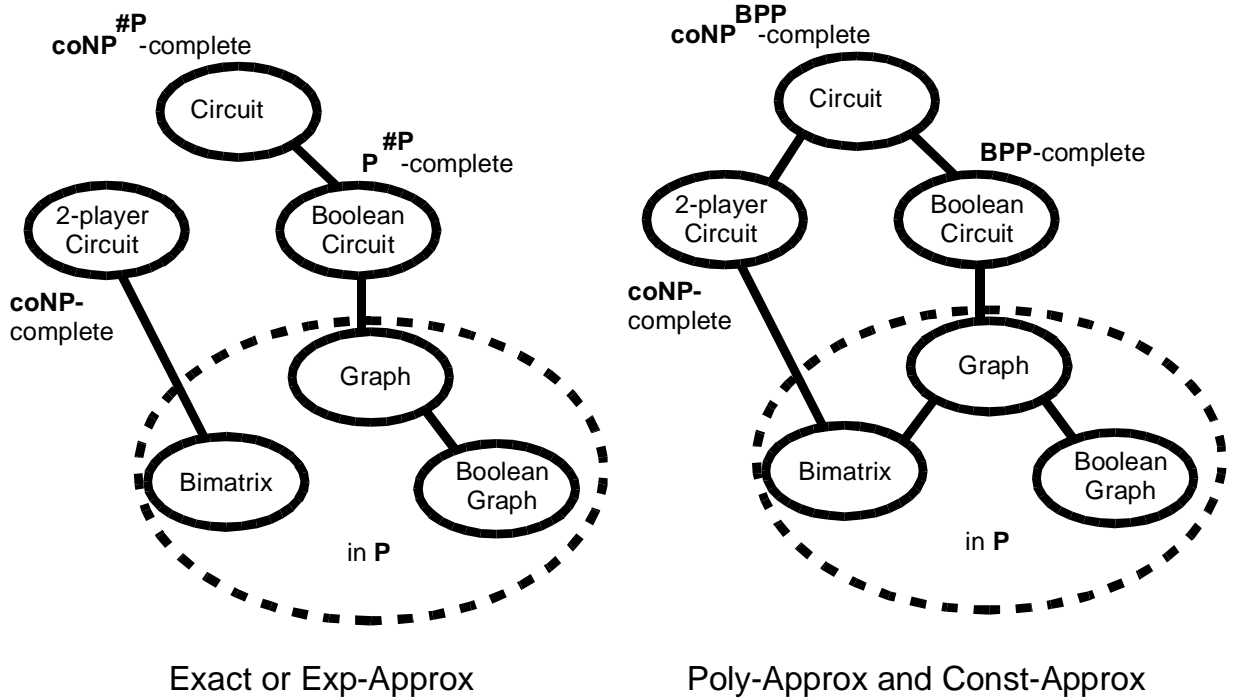 #P
coNP -complete
Circuit
#P
P -complete
2-player
Circuit
Boolean
Circuit
coNP-
complete
Graph
Bimatrix
Boolean
Graph
in P
Exact or Exp-Approx
BPP
coNP -complete
Circuit
BPP-complete
2-player
Circuit
Boolean
Circuit
coNP-
complete
Graph
Bimatrix
Boolean
Graph
in P
Poly-Approx and Const-Approx